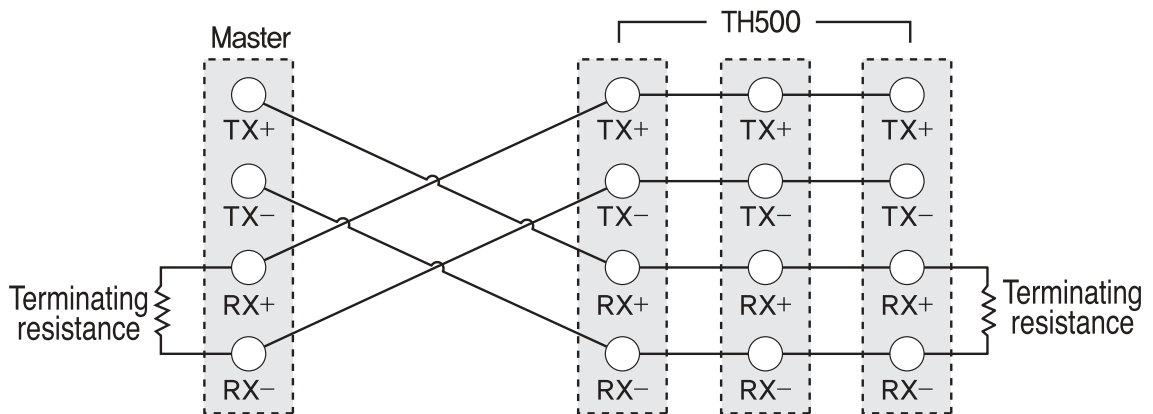 TH500
Master
TX+ TX+ TX+ TX+
TX− TX− TX− TX−
RX+ RX+ RX+ RX+
Terminating
resistance
Terminating
resistance
RX− RX− RX− RX−